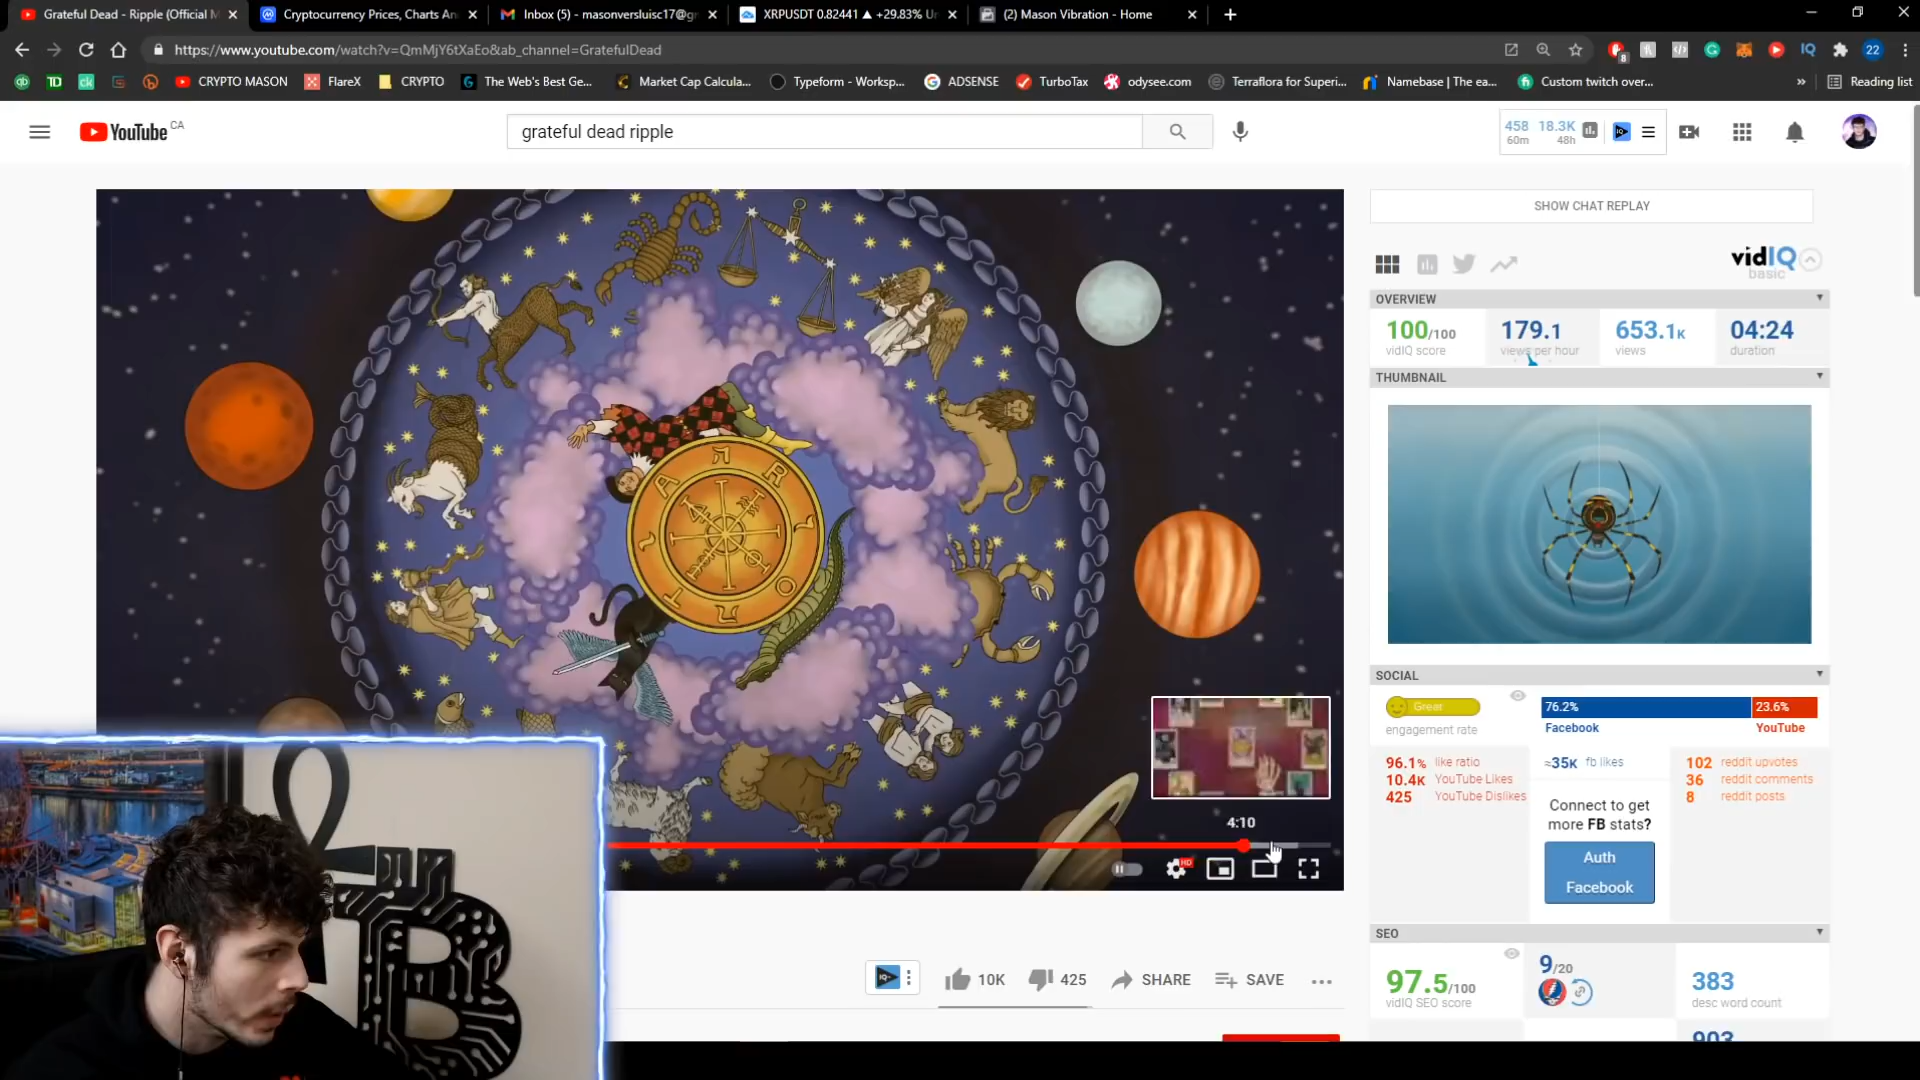 Grateful Dead - Ripple (Official M
Cryptocurrency Prices, Charts An
Inbox (5) - masonversluisc17@g
XRPUSDT 0.82441 ▲ +29.83% U
(2) Mason Vibration - Home
https://www.youtube.com/watch?v=QmMjY6tXaEo&ab_channel=GratefulDead
8
22
CRYPTO MASON
FlareX
CRYPTO
The Web's Best Ge...
Market Cap Calcula...
Typeform - Worksp...
ADSENSE
TurboTax
odysee.com
Terraflora for Superi...
Namebase | The ea...
Custom twitch over...
Reading list
YouTube CA
grateful dead ripple
458 18.3K
60m 48h
SHOW CHAT REPLAY
vidIQ
basic
OVERVIEW
100/100 179.1 653.1K 04:24
vidIQ score views per hour views duration
THUMBNAIL
SOCIAL
Great
engagement rate
76.2% 23.6%
Facebook YouTube
96.1% like ratio
10.4K YouTube Likes
425 YouTube Dislikes
≈35K fb likes
Connect to get
more FB stats?
Auth
Facebook
102 reddit upvotes
36 reddit comments
8 reddit posts
SEO
97.5/100
vidIQ SEO score
9/20
383
desc word count
903
4:10
HD
10K
425
SHARE
SAVE